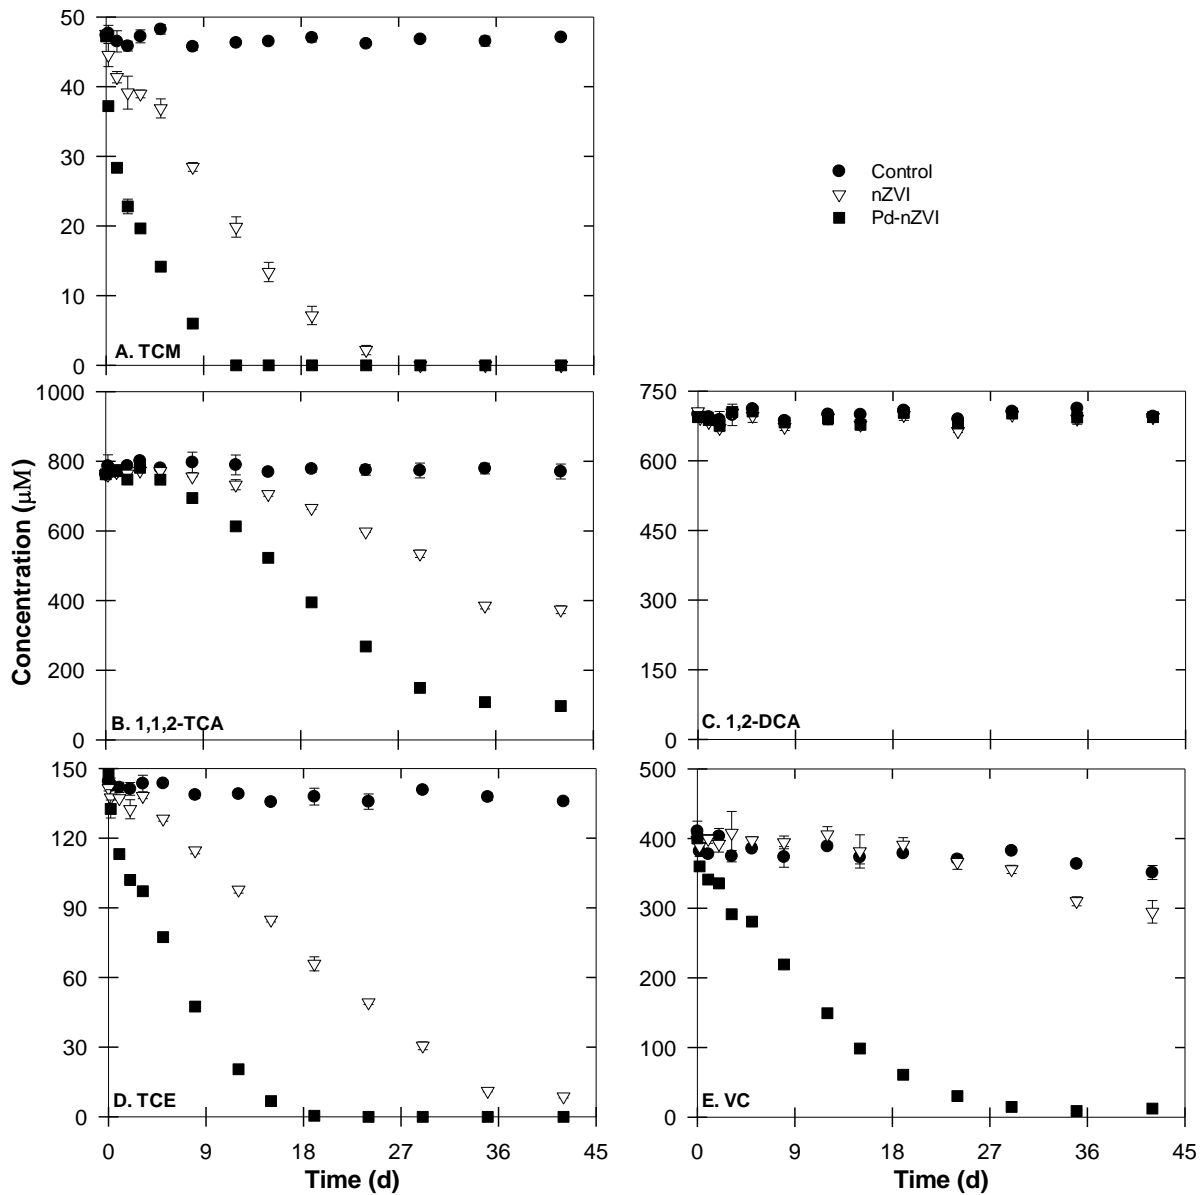 50
40
30
20
10
0
A. TCM
Control
nZVI
Pd-nZVI
1000
800
600
400
200
0
B. 1,1,2-TCA
750
600
450
300
150
0
C. 1,2-DCA
Concentration (μM)
150
120
90
60
30
0
D. TCE
0 9 18 27 36 45
Time (d)
500
400
300
200
100
0
E. VC
0 9 18 27 36 45
Time (d)